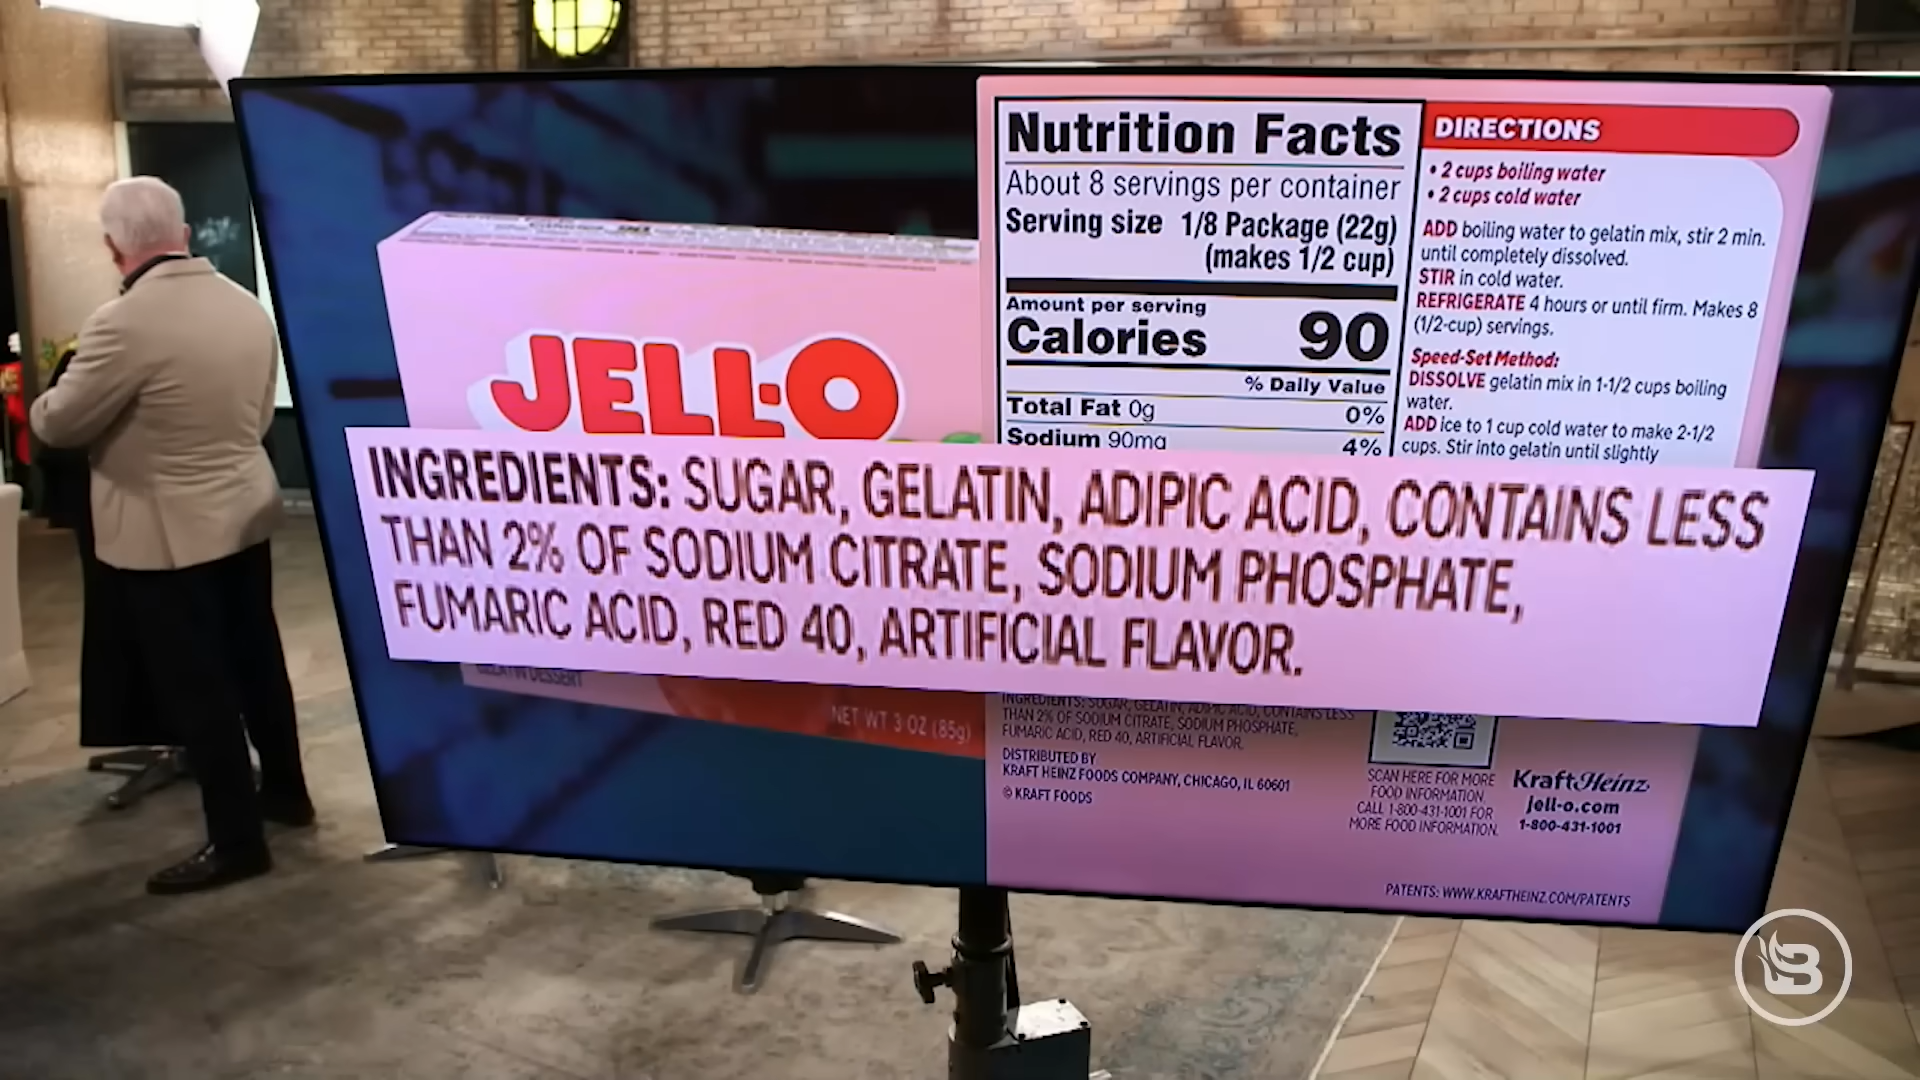 JELL-O
Nutrition Facts
About 8 servings per container
Serving size 1/8 Package (22g)
(makes 1/2 cup)
Amount per serving
Calories 90
% Daily Value
Total Fat 0g 0%
Sodium 90mg 4%
DIRECTIONS
• 2 cups boiling water
• 2 cups cold water
ADD boiling water to gelatin mix, stir 2 min.
until completely dissolved.
STIR in cold water.
REFRIGERATE 4 hours or until firm. Makes 8
(1/2-cup) servings.
Speed-Set Method:
DISSOLVE gelatin mix in 1-1/2 cups boiling
water.
ADD ice to 1 cup cold water to make 2-1/2
cups. Stir into gelatin until slightly
INGREDIENTS: SUGAR, GELATIN, ADIPIC ACID, CONTAINS LESS
THAN 2% OF SODIUM CITRATE, SODIUM PHOSPHATE,
FUMARIC ACID, RED 40, ARTIFICIAL FLAVOR.
GELATIN DESSERT
NET WT 3 OZ (85g)
INGREDIENTS: SUGAR, GELATIN, ADIPIC ACID, CONTAINS LESS
THAN 2% OF SODIUM CITRATE, SODIUM PHOSPHATE,
FUMARIC ACID, RED 40, ARTIFICIAL FLAVOR.
DISTRIBUTED BY
KRAFT HEINZ FOODS COMPANY, CHICAGO, IL 60601
© KRAFT FOODS
SCAN HERE FOR MORE
FOOD INFORMATION.
CALL 1-800-431-1001 FOR
MORE FOOD INFORMATION.
KraftHeinz
jell-o.com
1-800-431-1001
PATENTS: WWW.KRAFTHEINZ.COM/PATENTS
B